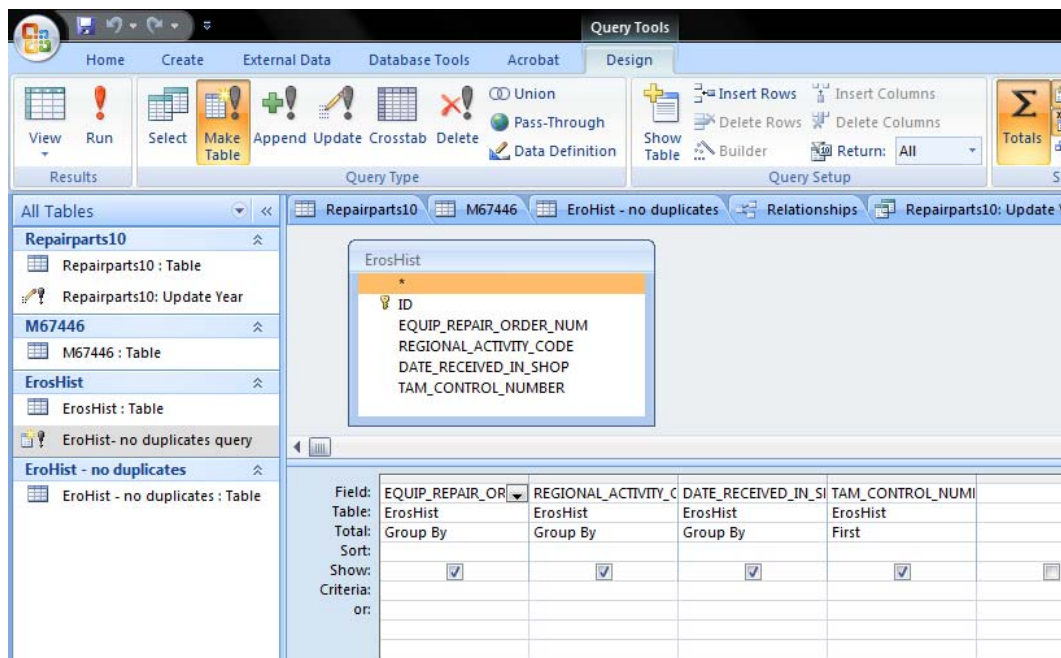 Query Tools
Home Create External Data Database Tools Acrobat Design
View Run Select Make Table Append Update Crosstab Delete
Union
Pass-Through
Data Definition
Show Table
Insert Rows
Delete Rows
Builder
Insert Columns
Delete Columns
Return: All
Totals
Results Query Type Query Setup
All Tables
Repairparts10
Repairparts10 : Table
Repairparts10: Update Year
M67446
M67446 : Table
ErosHist
ErosHist : Table
EroHist- no duplicates query
EroHist - no duplicates
EroHist - no duplicates : Table
Repairparts10 M67446 EroHist - no duplicates Relationships Repairparts10: Update
ErosHist
*
ID
EQUIP_REPAIR_ORDER_NUM
REGIONAL_ACTIVITY_CODE
DATE_RECEIVED_IN_SHOP
TAM_CONTROL_NUMBER
Field: EQUIP_REPAIR_OR REGIONAL_ACTIVITY_C DATE_RECEIVED_IN_SI TAM_CONTROL_NUMI
Table: ErosHist ErosHist ErosHist ErosHist
Total: Group By Group By Group By First
Sort:
Show:
Criteria:
or: